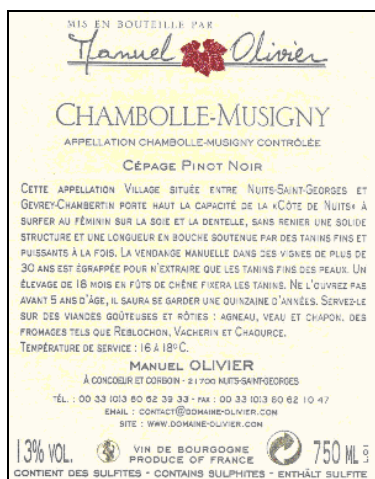 MIS EN BOUTEILLE PAR
Manuel Olivier
CHAMBOLLE-MUSIGNY
APPELLATION CHAMBOLLE-MUSIGNY CONTRÔLÉE
CÉPAGE PINOT NOIR
CETTE APPELLATION VILLAGE SITUÉE ENTRE NUITS-SAINT-GEORGES ET
GEVREY-CHAMBERTIN PORTE HAUT LA CAPACITÉ DE LA «CÔTE DE NUITS» À
SURFER AU FÉMININ SUR LA SOIE ET LA DENTELLE, SANS RENIER UNE SOLIDE
STRUCTURE ET UNE LONGUEUR EN BOUCHE SOUTENUE PAR DES TANINS FINS ET
PUISSANTS À LA FOIS. LA VENDANGE MANUELLE DANS DES VIGNES DE PLUS DE
30 ANS EST ÉGRAPPÉE POUR N'EXTRAIRE QUE LES TANINS FINS DES PEAUX. UN
ÉLEVAGE DE 18 MOIS EN FÛTS DE CHÊNE FIXERA LES TANINS. NE L'OUVREZ PAS
AVANT 5 ANS D'ÂGE, IL SAURA SE GARDER UNE QUINZAINE D'ANNÉES. SERVEZ-LE
SUR DES VIANDES GOÛTEUSES ET RÔTIES : AGNEAU, VEAU ET CHAPON, DES
FROMAGES TELS QUE REBLOCHON, VACHERIN ET CHAOURCE.
TEMPÉRATURE DE SERVICE : 16 À 18°C.
MANUEL OLIVIER
À CONCOEUR ET CORBOIN - 21700 NUITS-SAINT-GEORGES
TÉL. : 00 33 (0)3 80 62 39 33 - FAX : 00 33 (0)3 80 62 10 47
EMAIL : CONTACT@DOMAINE-OLIVIER.COM
SITE : WWW.DOMAINE-OLIVIER.COM
13% VOL. VIN DE BOURGOGNE 750 ML
PRODUCE OF FRANCE
CONTIENT DES SULFITES - CONTAINS SULPHITES - ENTHÄLT SULFITE